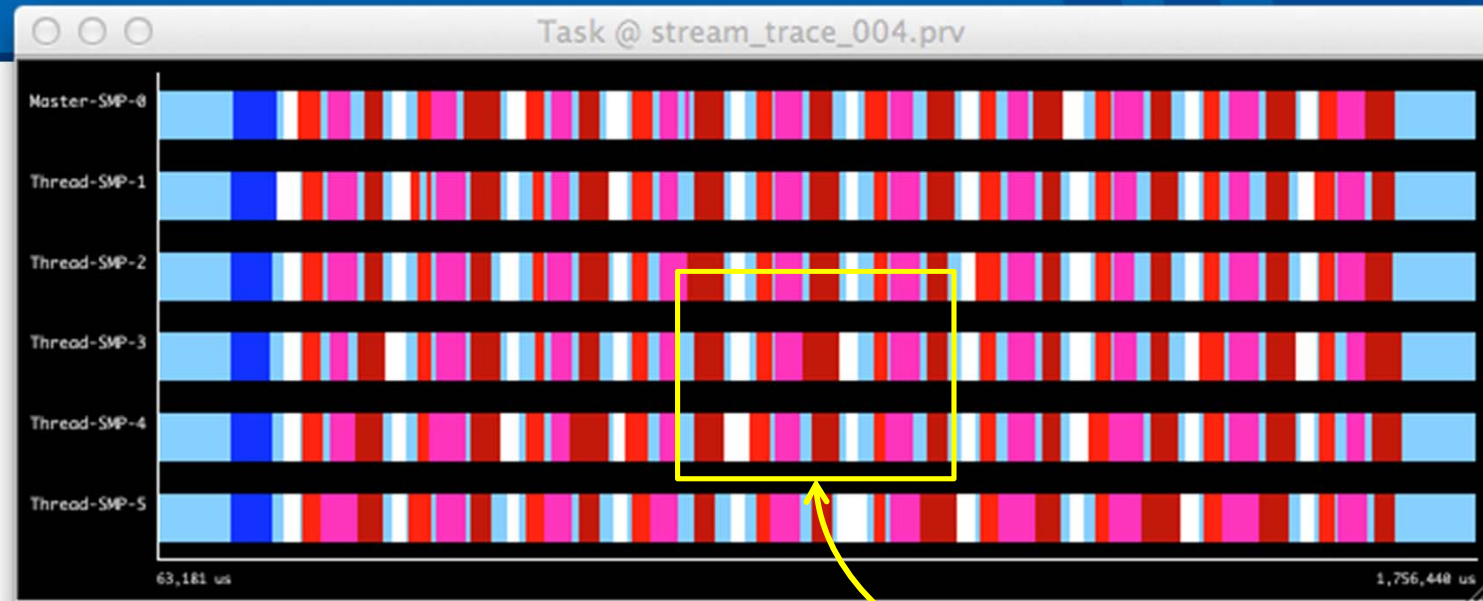 Task @ stream_trace_004.prv
Master-SMP-0
Thread-SMP-1
Thread-SMP-2
Thread-SMP-3
Thread-SMP-4
Thread-SMP-5
63,181 us
1,756,440 us